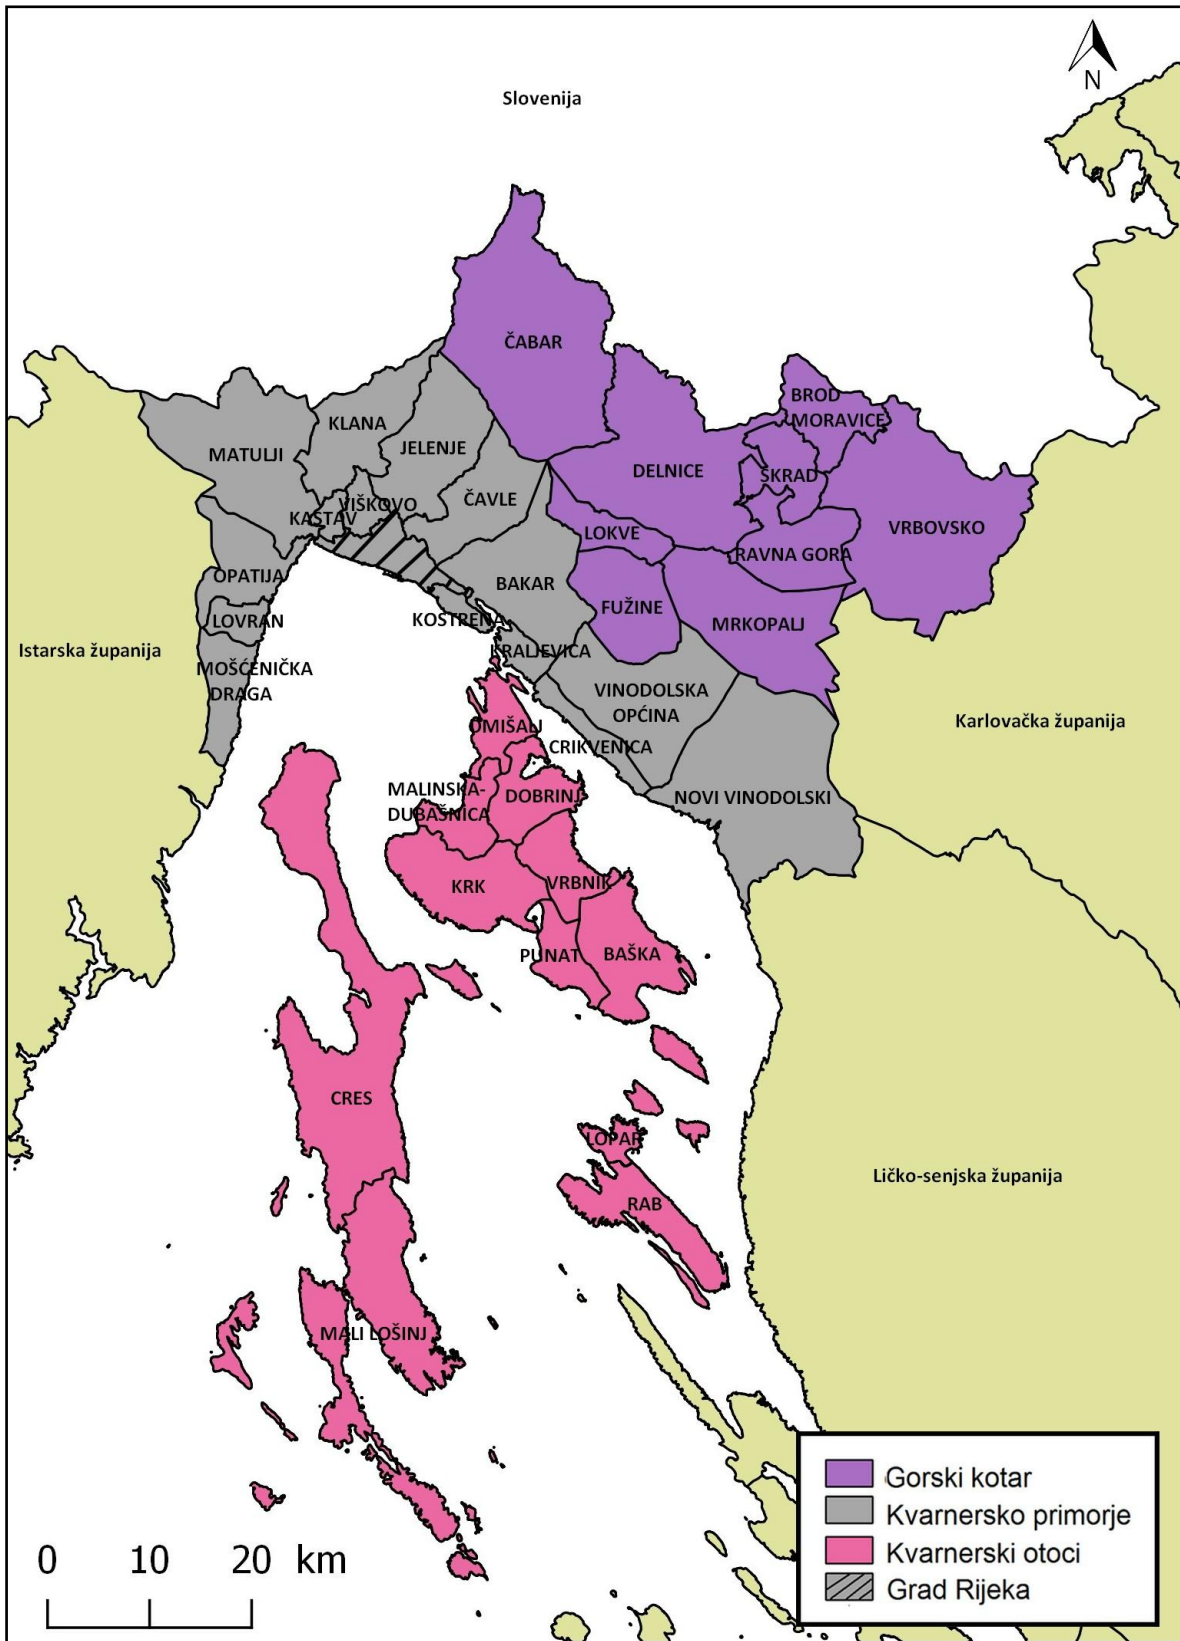 N
Slovenija
ČABAR
BROD
MORAVICE
KLANA
JELENJE
MATULJI
DELNICE
ŠKRAD
ČAVLE
VIŠKOVO
KASTAV
VRBOVSKO
LOKVE
RAVNA GORA
OPATIJA
BAKAR
FUŽINE
LOVRAN
KOSTRENA
MRKOPALJ
Istarska županija
KRALJEVICA
MOŠĆENIČKA
DRAGA
VINODOLSKA
OPĆINA
Karlovačka županija
OMIŠALJ
CRIKVENICA
MALINSKA-
DUBAŠNICA
DOBRINJ
NOVI VINODOLSKI
KRK
VRBNIK
PUNAT
BAŠKA
CRES
LOPAR
Ličko-senjska županija
RAB
MALI LOŠINJ
Gorski kotar
Kvarnersko primorje
Kvarnerski otoci
Grad Rijeka
0 10 20 km